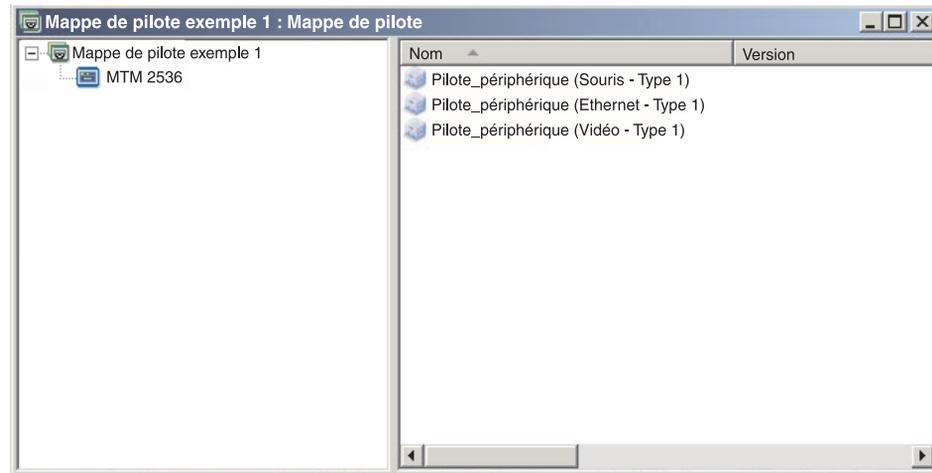 Mappe de pilote exemple 1 : Mappe de pilote
Mappe de pilote exemple 1
MTM 2536
Nom
Version
Pilote_périphérique (Souris - Type 1)
Pilote_périphérique (Ethernet - Type 1)
Pilote_périphérique (Vidéo - Type 1)